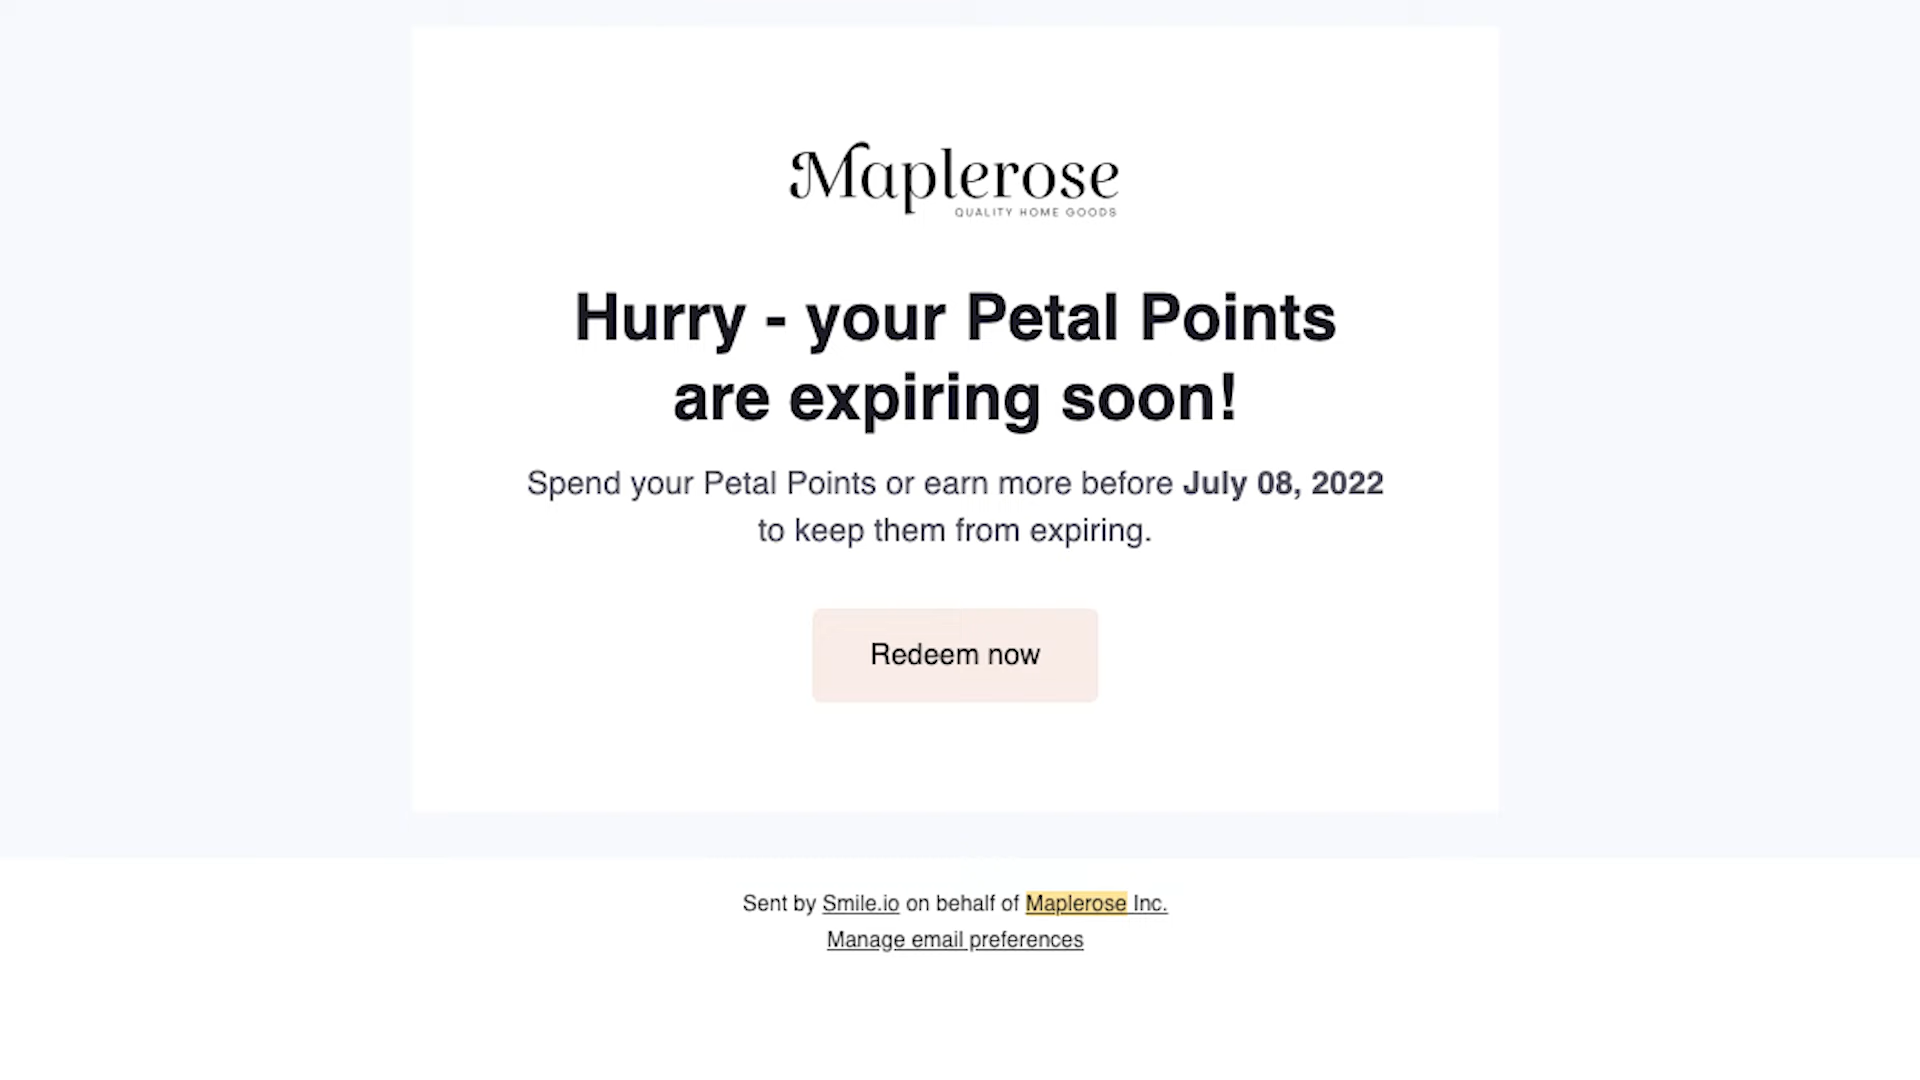 Maplerose
QUALITY HOME GOODS
Hurry - your Petal Points
are expiring soon!
Spend your Petal Points or earn more before July 08, 2022
to keep them from expiring.
Redeem now
Sent by Smile.io on behalf of Maplerose Inc.
Manage email preferences